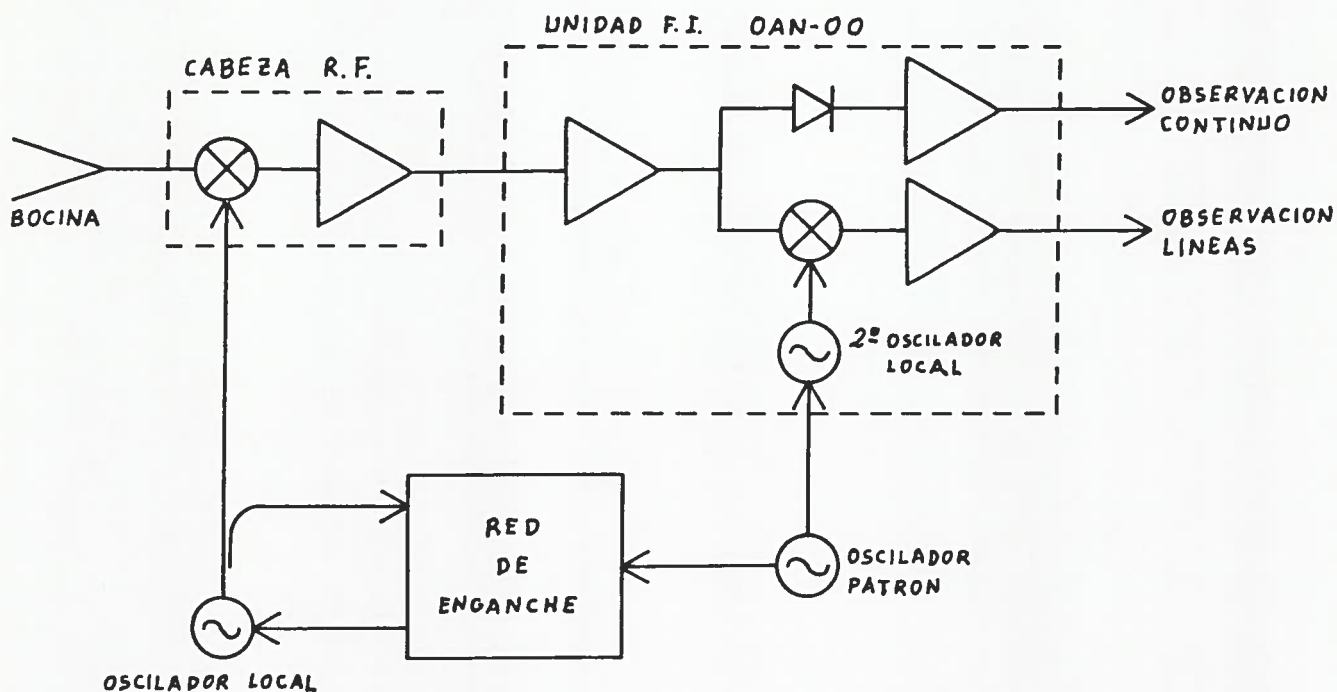 UNIDAD F.I. OAN-00
CABEZA R.F.
OBSERVACION
CONTINUO
BOCINA
OBSERVACION
LINEAS
2º OSCILADOR
LOCAL
RED
DE
ENGANCHE
OSCILADOR
PATRON
OSCILADOR LOCAL